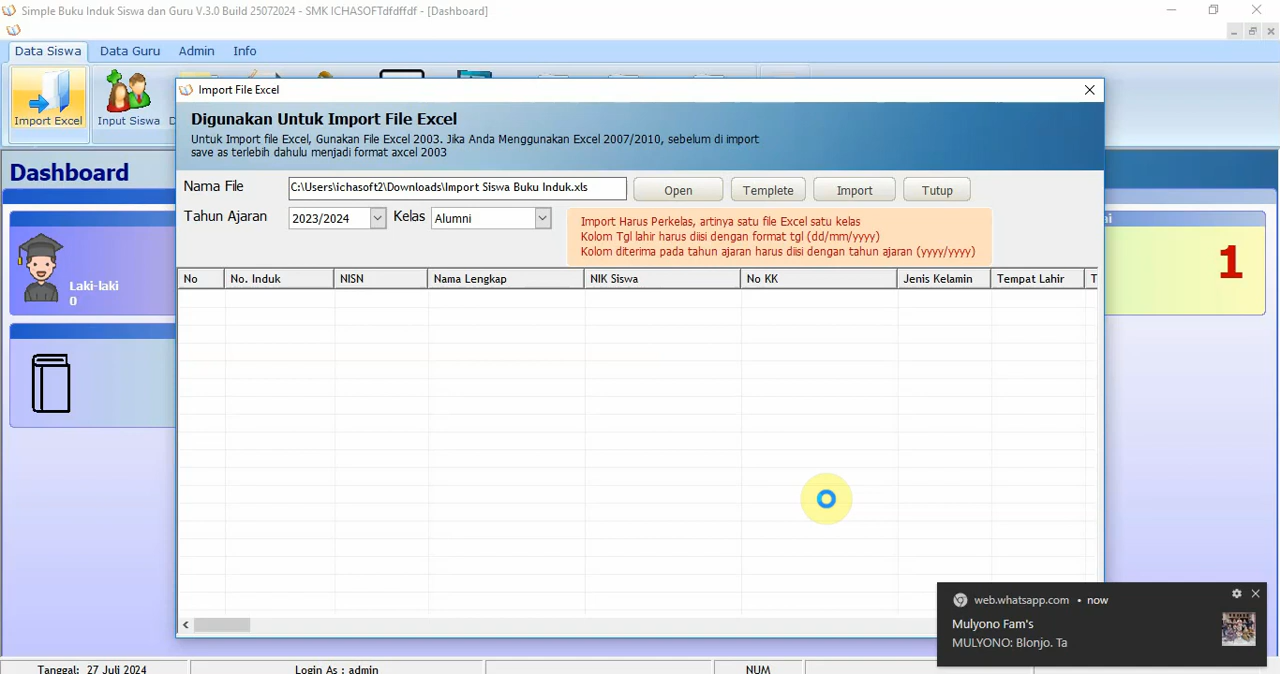 Simple Buku Induk Siswa dan Guru V.3.0 Build 25072024 - SMK ICHASOFTdfdffdf - [Dashboard]
Data Siswa Data Guru Admin Info
Import Excel Input Siswa
Import File Excel
Digunakan Untuk Import File Excel
Untuk Import file Excel, Gunakan File Excel 2003. Jika Anda Menggunakan Excel 2007/2010, sebelum di import
save as terlebih dahulu menjadi format axcel 2003
Dashboard
Nama File C:\Users\ichasoft2\Downloads\Import Siswa Buku Induk.xls Open Templete Import Tutup
Tahun Ajaran 2023/2024 Kelas Alumni
Import Harus Perkelas, artinya satu file Excel satu kelas
Kolom Tgl lahir harus diisi dengan format tgl (dd/mm/yyyy)
Kolom diterima pada tahun ajaran harus diisi dengan tahun ajaran (yyyy/yyyy)
No No. Induk NISN Nama Lengkap NIK Siswa No KK Jenis Kelamin Tempat Lahir T
Laki-laki
0
1
web.whatsapp.com • now
Mulyono Fam's
MULYONO: Blonjo. Ta
Tanggal: 27 Juli 2024 Login As : admin NUM